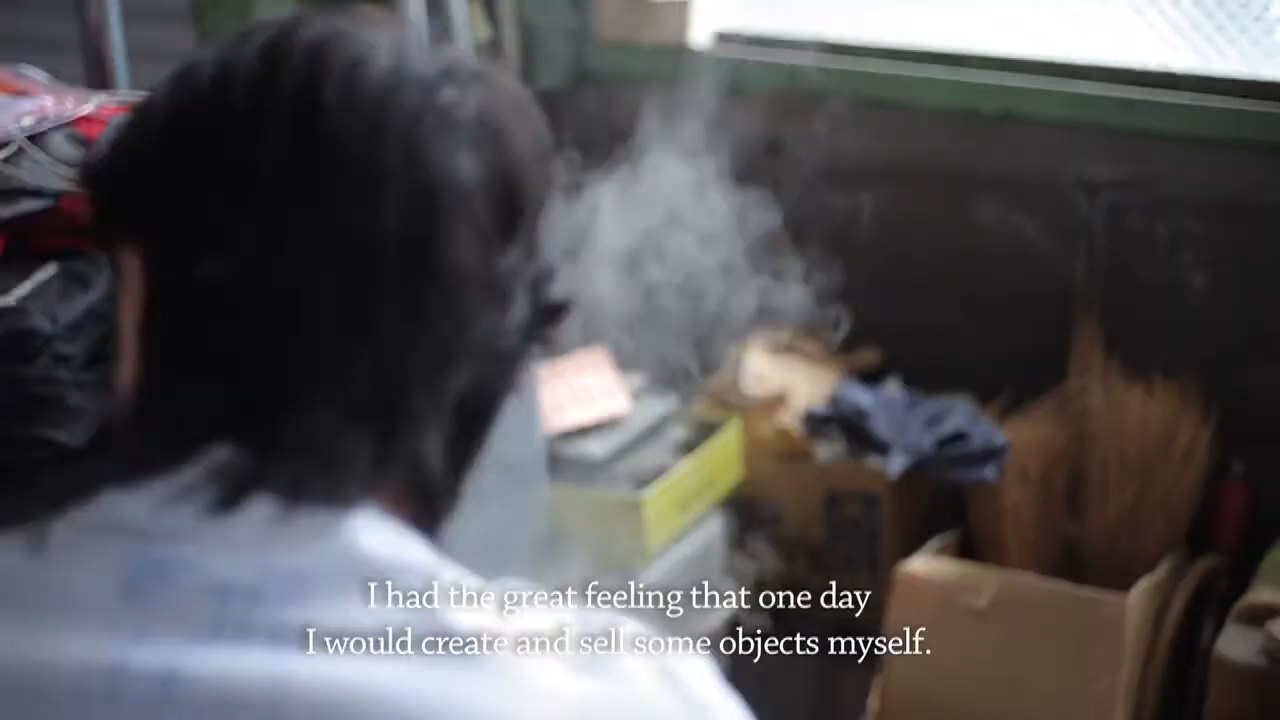 I had the great feeling that one day
I would create and sell some objects myself.